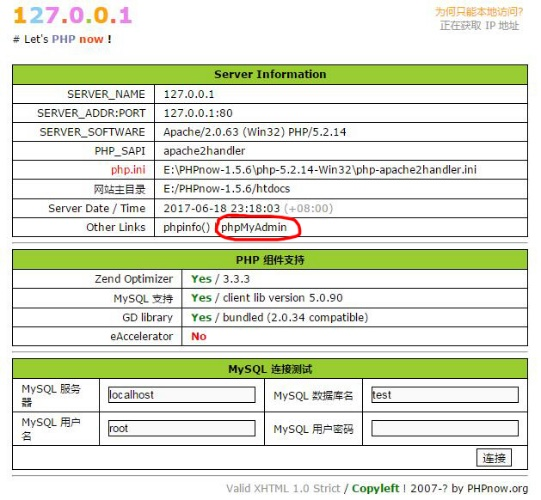 127.0.0.1
为何只能本地访问?
正在获取 IP 地址
# Let's PHP now !
Server Information
SERVER_NAME 127.0.0.1
SERVER_ADDR:PORT 127.0.0.1:80
SERVER_SOFTWARE Apache/2.0.63 (Win32) PHP/5.2.14
PHP_SAPI apache2handler
php.ini E:\PHPnow-1.5.6\php-5.2.14-Win32\php-apache2handler.ini
网站主目录 E:/PHPnow-1.5.6/htdocs
Server Date / Time 2017-06-18 23:18:03 (+08:00)
Other Links phpinfo() | phpMyAdmin
PHP 组件支持
Zend Optimizer Yes / 3.3.3
MySQL 支持 Yes / client lib version 5.0.90
GD library Yes / bundled (2.0.34 compatible)
eAccelerator No
MySQL 连接测试
MySQL 服务器 localhost MySQL 数据库名 test
MySQL 用户名 root MySQL 用户密码
连接
Valid XHTML 1.0 Strict / Copyleft ! 2007-? by PHPnow.org